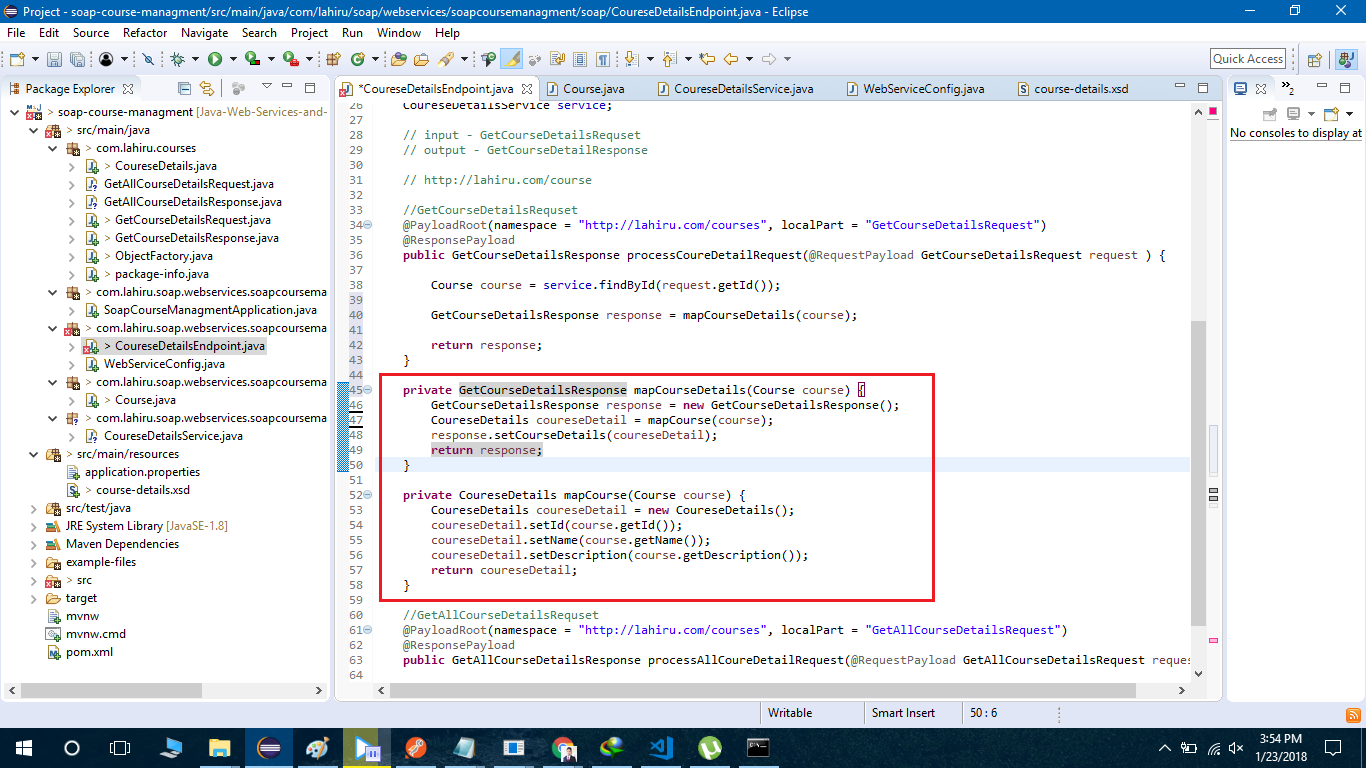 Project - soap-course-managment/src/main/java/com/lahiru/soap/webservices/soapcoursemanagment/soap/CoureseDetailsEndpoint.java - Eclipse
File Edit Source Refactor Navigate Search Project Run Window Help
Quick Access
Package Explorer
*CoureseDetailsEndpoint.java Course.java CoureseDetailsService.java WebServiceConfig.java course-details.xsd
> soap-course-managment [Java-Web-Services-and-
> src/main/java
> com.lahiru.courses
> CoureseDetails.java
GetAllCourseDetailsRequest.java
GetAllCourseDetailsResponse.java
> GetCourseDetailsRequest.java
> GetCourseDetailsResponse.java
> ObjectFactory.java
> package-info.java
> com.lahiru.soap.webservices.soapcoursema
SoapCourseManagmentApplication.java
> com.lahiru.soap.webservices.soapcoursema
> CoureseDetailsEndpoint.java
WebServiceConfig.java
> com.lahiru.soap.webservices.soapcoursema
> Course.java
> com.lahiru.soap.webservices.soapcoursema
CoureseDetailsService.java
> src/main/resources
application.properties
> course-details.xsd
src/test/java
JRE System Library [JavaSE-1.8]
Maven Dependencies
example-files
> src
target
mvnw
mvnw.cmd
pom.xml
26 CoureseDetailsService service;
27
28 // input - GetCourseDetailsRequset
29 // output - GetCourseDetailResponse
30
31 // http://lahiru.com/course
32
33 //GetCourseDetailsRequset
34 @PayloadRoot(namespace = "http://lahiru.com/courses", localPart = "GetCourseDetailsRequest")
35 @ResponsePayload
36 public GetCourseDetailsResponse processCoureDetailRequest(@RequestPayload GetCourseDetailsRequest request ) {
37
38 Course course = service.findById(request.getId());
39
40 GetCourseDetailsResponse response = mapCourseDetails(course);
41
42 return response;
43 }
44
45 private GetCourseDetailsResponse mapCourseDetails(Course course) {
46 GetCourseDetailsResponse response = new GetCourseDetailsResponse();
47 CoureseDetails coureseDetail = mapCourse(course);
48 response.setCourseDetails(coureseDetail);
49 return response;
50 }
51
52 private CoureseDetails mapCourse(Course course) {
53 CoureseDetails coureseDetail = new CoureseDetails();
54 coureseDetail.setId(course.getId());
55 coureseDetail.setName(course.getName());
56 coureseDetail.setDescription(course.getDescription());
57 return coureseDetail;
58 }
59
60 //GetAllCourseDetailsRequset
61 @PayloadRoot(namespace = "http://lahiru.com/courses", localPart = "GetAllCourseDetailsRequest")
62 @ResponsePayload
63 public GetAllCourseDetailsResponse processAllCoureDetailRequest(@RequestPayload GetAllCourseDetailsRequest reques
64
»2
No consoles to display at
Writable Smart Insert 50 : 6
3:54 PM
1/23/2018